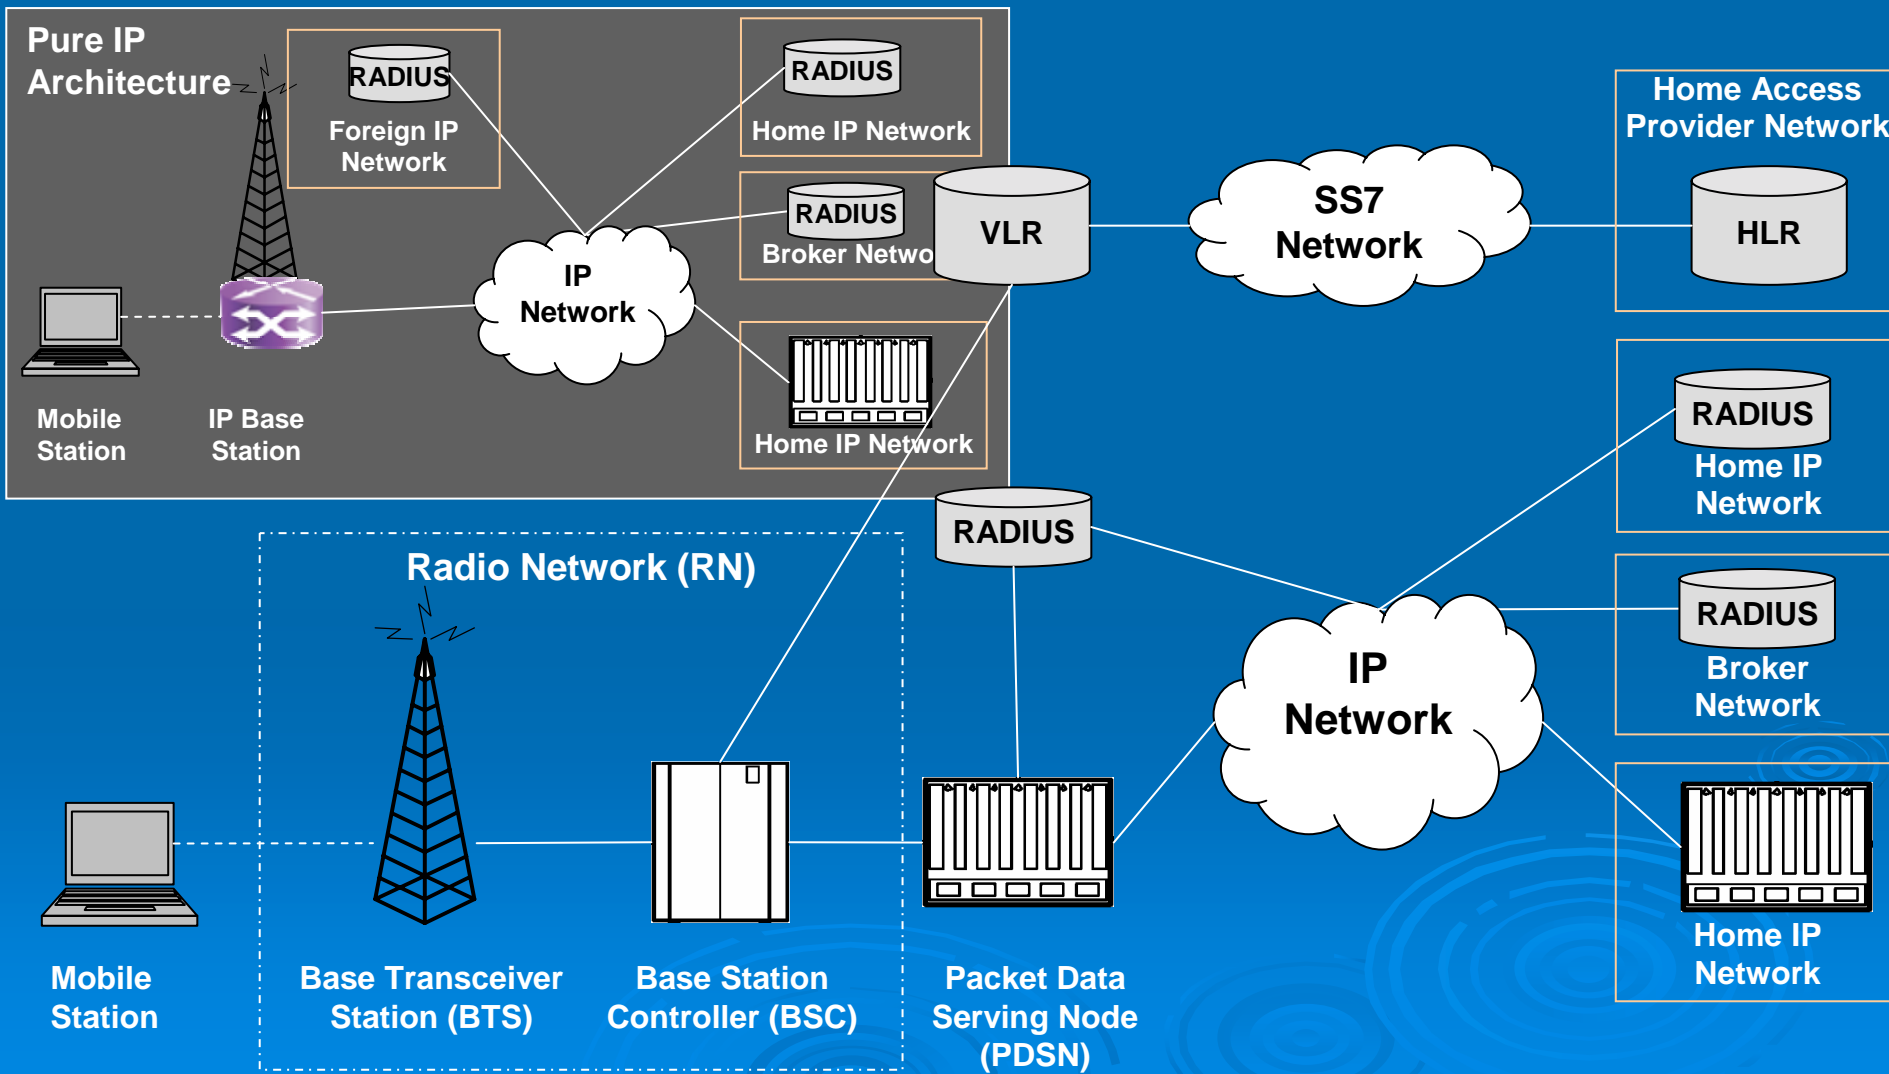 Pure IP
Architecture
RADIUS
Foreign IP
Network
RADIUS
Home IP Network
RADIUS
Broker Netwo
IP
Network
Home IP Network
Mobile
Station
IP Base
Station
VLR
SS7
Network
Home Access
Provider Network
HLR
RADIUS
Home IP
Network
RADIUS
RADIUS
Broker
Network
IP
Network
Home IP
Network
Radio Network (RN)
Mobile
Station
Base Transceiver
Station (BTS)
Base Station
Controller (BSC)
Packet Data
Serving Node
(PDSN)